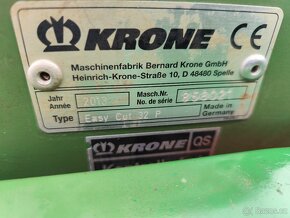 KRONE CE
Maschinenfabrik Bernard Krone GmbH
Heinrich-Krone-Straße 10, D 48480 Spelle
Jahr
Année
2013
Masch.Nr.
No de série
Made in
Germany
Type
Easy Cut 32 P
KRONE QS